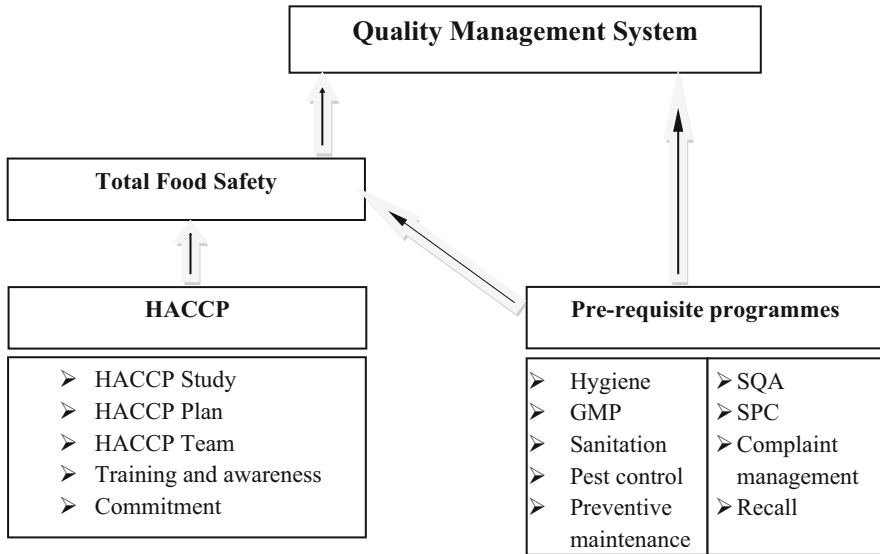 Quality Management System
Total Food Safety
HACCP
➢ HACCP Study
➢ HACCP Plan
➢ HACCP Team
➢ Training and awareness
➢ Commitment
Pre-requisite programmes
➢ Hygiene
➢ GMP
➢ Sanitation
➢ Pest control
➢ Preventive
maintenance
➢ SQA
➢ SPC
➢ Complaint
management
➢ Recall